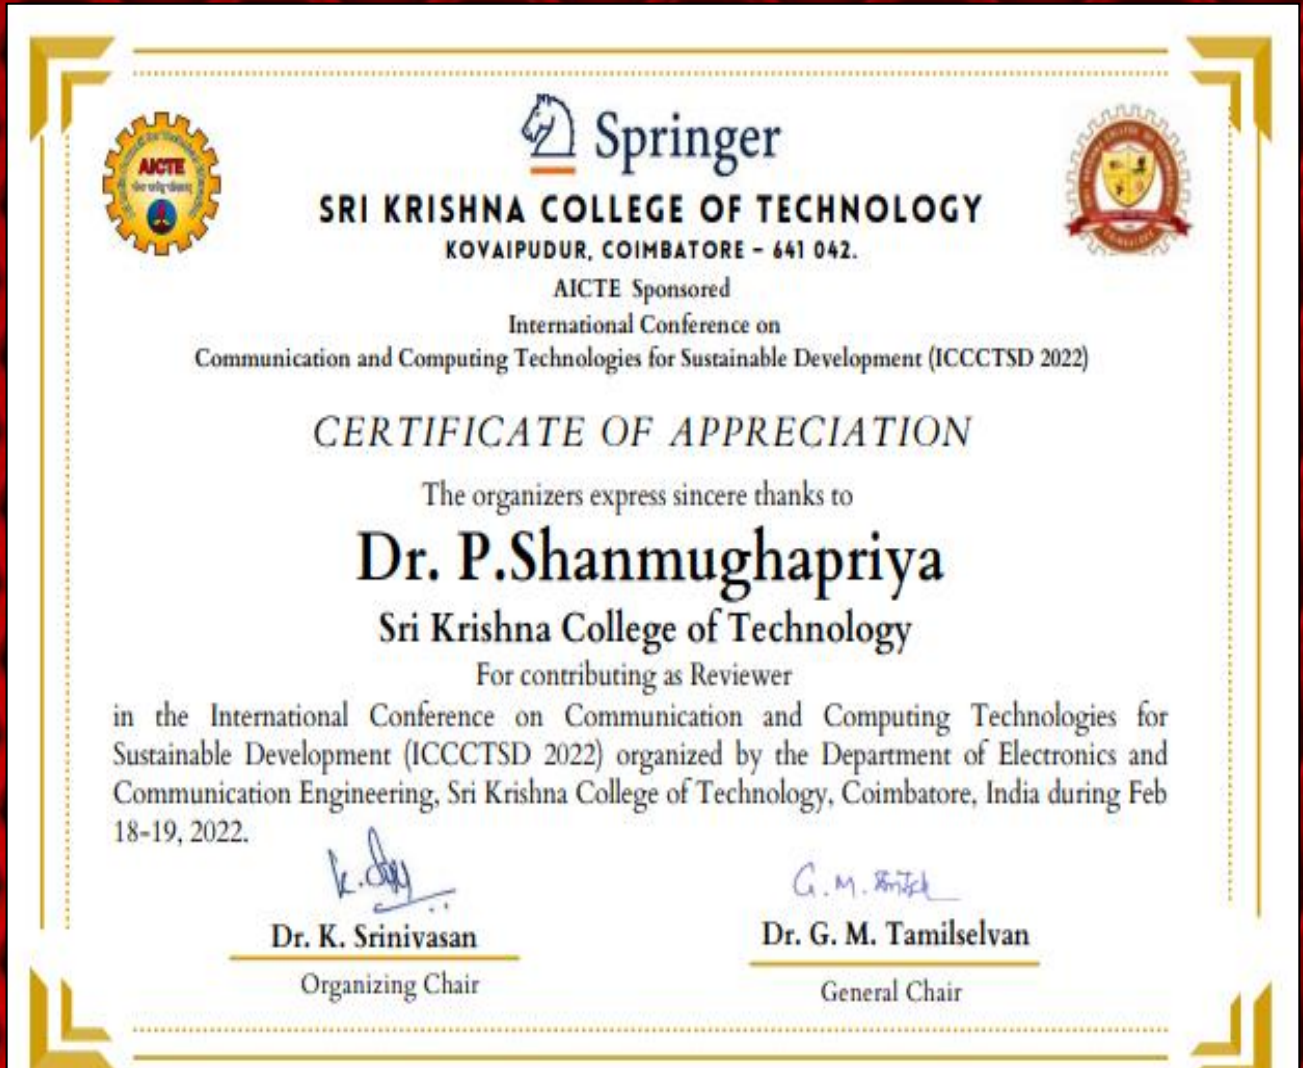 Springer
AICTE
SRI KRISHNA COLLEGE OF TECHNOLOGY
KOVAIPUDUR, COIMBATORE – 641 042.
AICTE Sponsored
International Conference on
Communication and Computing Technologies for Sustainable Development (ICCCTSD 2022)
CERTIFICATE OF APPRECIATION
The organizers express sincere thanks to
Dr. P.Shanmughapriya
Sri Krishna College of Technology
For contributing as Reviewer
in the International Conference on Communication and Computing Technologies for
Sustainable Development (ICCCTSD 2022) organized by the Department of Electronics and
Communication Engineering, Sri Krishna College of Technology, Coimbatore, India during Feb
18-19, 2022.
G. M.
Dr. K. Srinivasan
Dr. G. M. Tamilselvan
Organizing Chair
General Chair